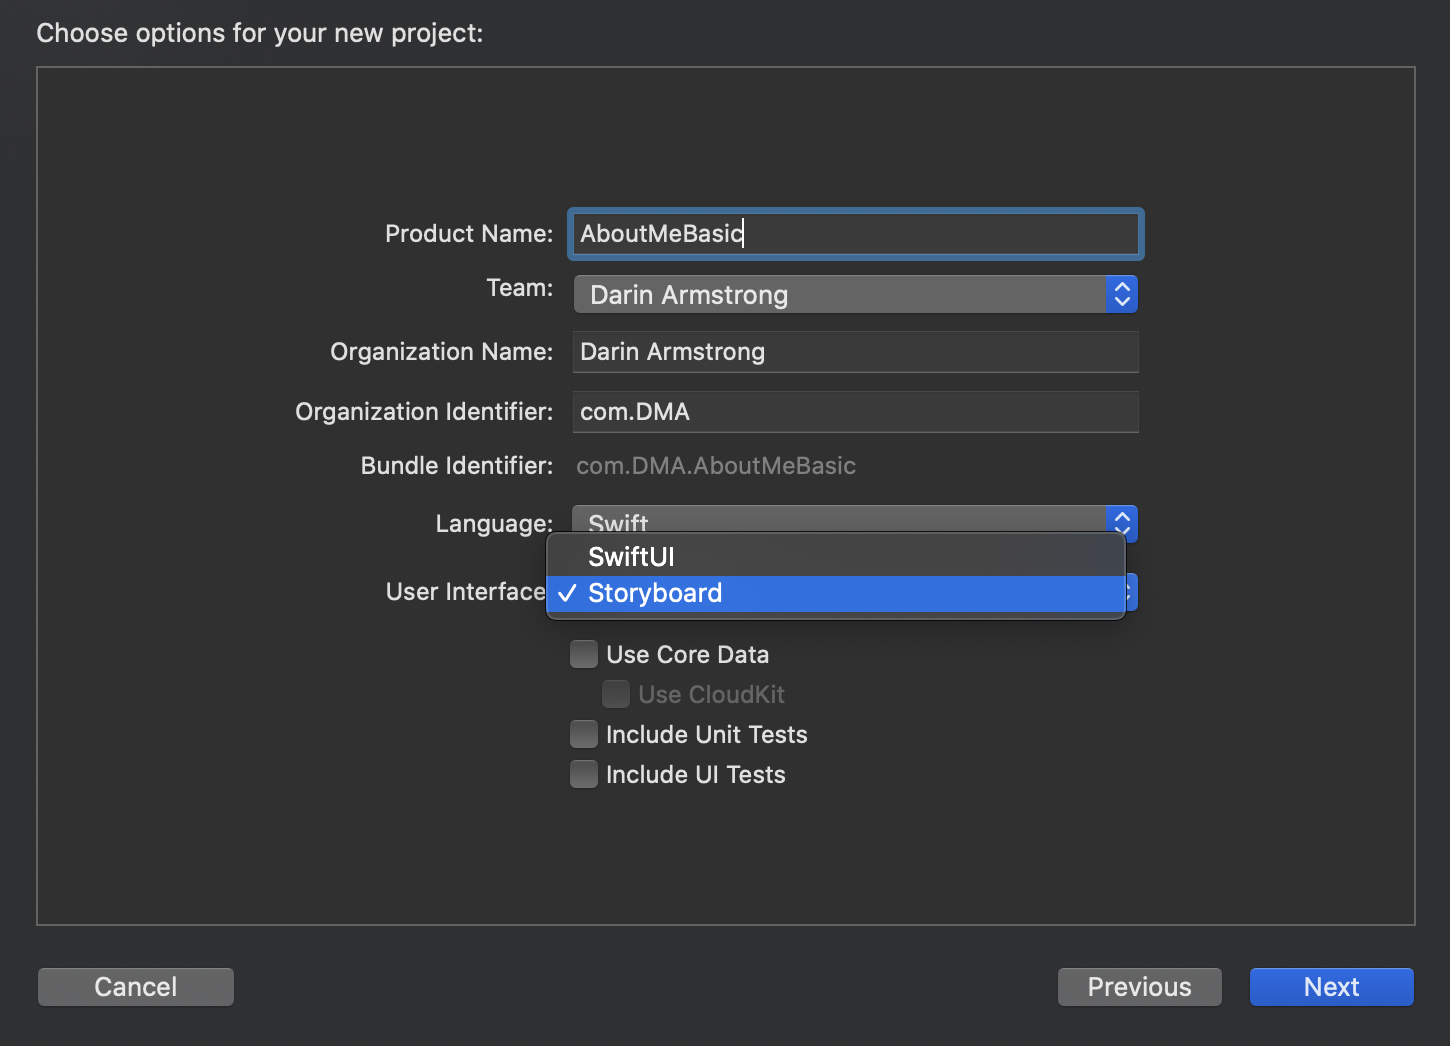 Choose options for your new project:
Product Name: AboutMeBasic
Team: Darin Armstrong
Organization Name: Darin Armstrong
Organization Identifier: com.DMA
Bundle Identifier: com.DMA.AboutMeBasic
Language: Swift
SwiftUI
User Interface ✓ Storyboard
Use Core Data
Use CloudKit
Include Unit Tests
Include UI Tests
Cancel Previous Next